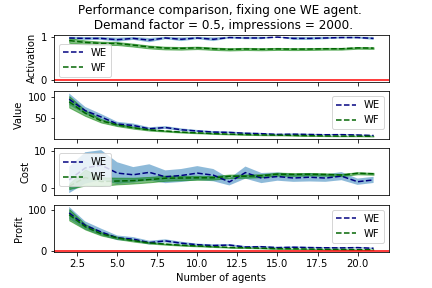 Performance comparison, fixing one WE agent.
Demand factor = 0.5, impressions = 2000.
Activation
1
0
WE
WF
Value
100
50
WE
WF
Cost
10
0
WE
WF
Profit
100
0
WE
WF
2.5 5.0 7.5 10.0 12.5 15.0 17.5 20.0
Number of agents